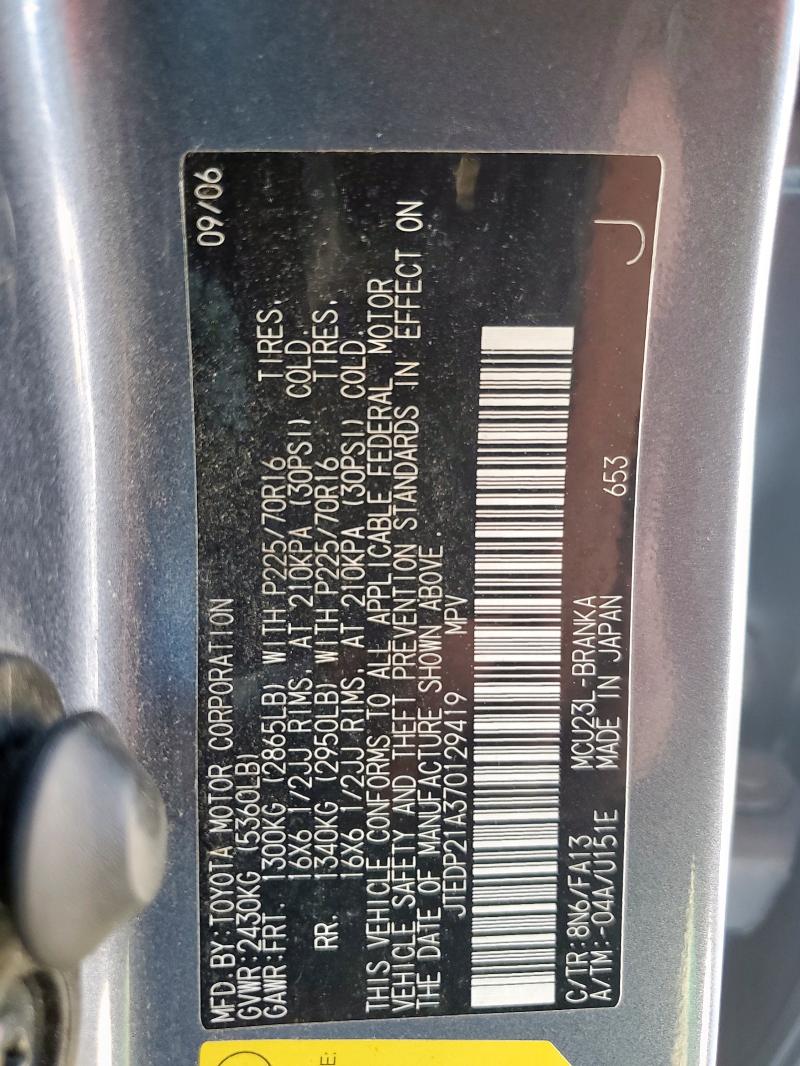 MFD. BY: TOYOTA MOTOR CORPORATION 09/06
GVWR: 2430KG (5360LB)
GAWR: FRT. 1300KG (2865LB) WITH P225/70R16 TIRES,
16X6 1/2JJ RIMS, AT 210KPA (30PSI) COLD.
RR. 1340KG (2950LB) WITH P225/70R16 TIRES,
16X6 1/2JJ RIMS, AT 210KPA (30PSI) COLD.
THIS VEHICLE CONFORMS TO ALL APPLICABLE FEDERAL MOTOR
VEHICLE SAFETY AND THEFT PREVENTION STANDARDS IN EFFECT ON
THE DATE OF MANUFACTURE SHOWN ABOVE.
JTEDP21A370129419 MPV
C/TR: 8N6/FA13 MCU23L-BRANKA
A/TM: -04A/U151E MADE IN JAPAN 653 J